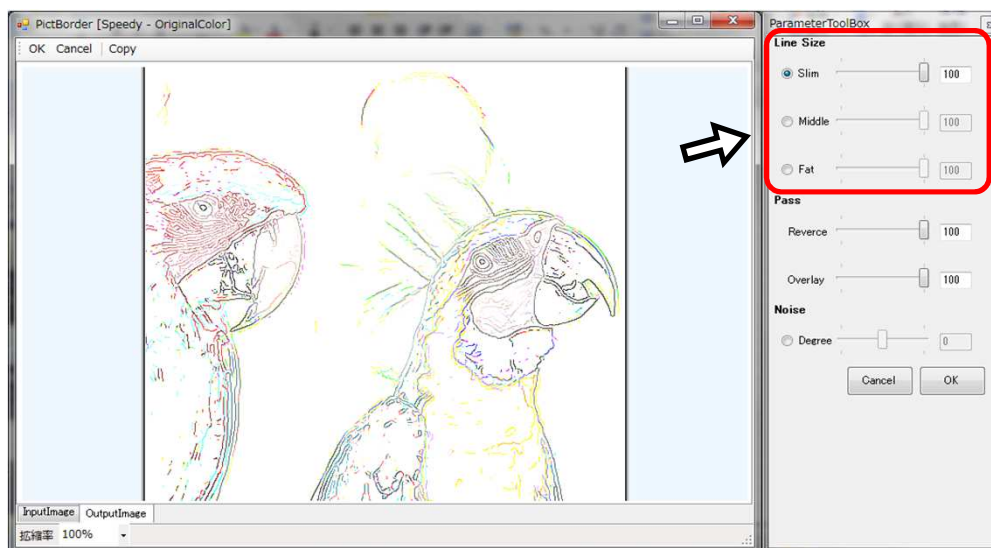 PictBorder [Speedy - OriginalColor]
OK Cancel Copy
InputImage OutputImage
拡縮率 100%
ParameterToolBox
Line Size
Slim 100
Middle 100
Fat 100
Pass
Reverce 100
Overlay 100
Noise
Degree 0
Cancel OK